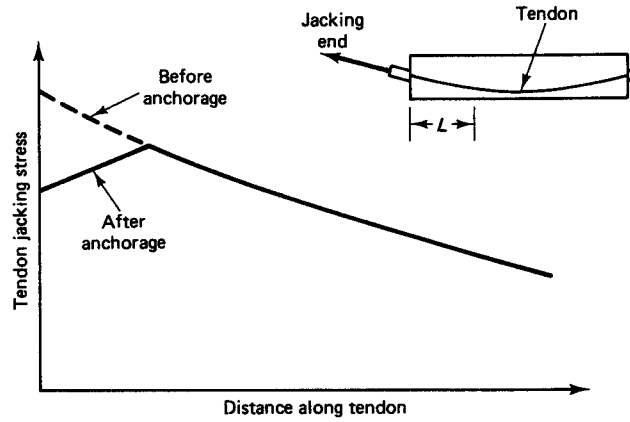 Jacking
end
Tendon
L
Before
anchorage
After
anchorage
Tendon jacking stress
Distance along tendon